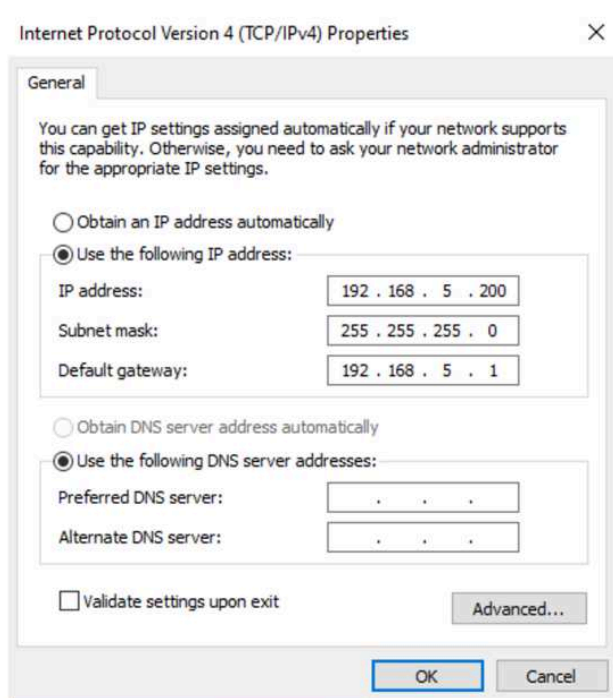 Internet Protocol Version 4 (TCP/IPv4) Properties
General
You can get IP settings assigned automatically if your network supports
this capability. Otherwise, you need to ask your network administrator
for the appropriate IP settings.
Obtain an IP address automatically
Use the following IP address:
IP address: 192 . 168 . 5 . 200
Subnet mask: 255 . 255 . 255 . 0
Default gateway: 192 . 168 . 5 . 1
Obtain DNS server address automatically
Use the following DNS server addresses:
Preferred DNS server: . . .
Alternate DNS server: . . .
Validate settings upon exit
Advanced...
OK Cancel